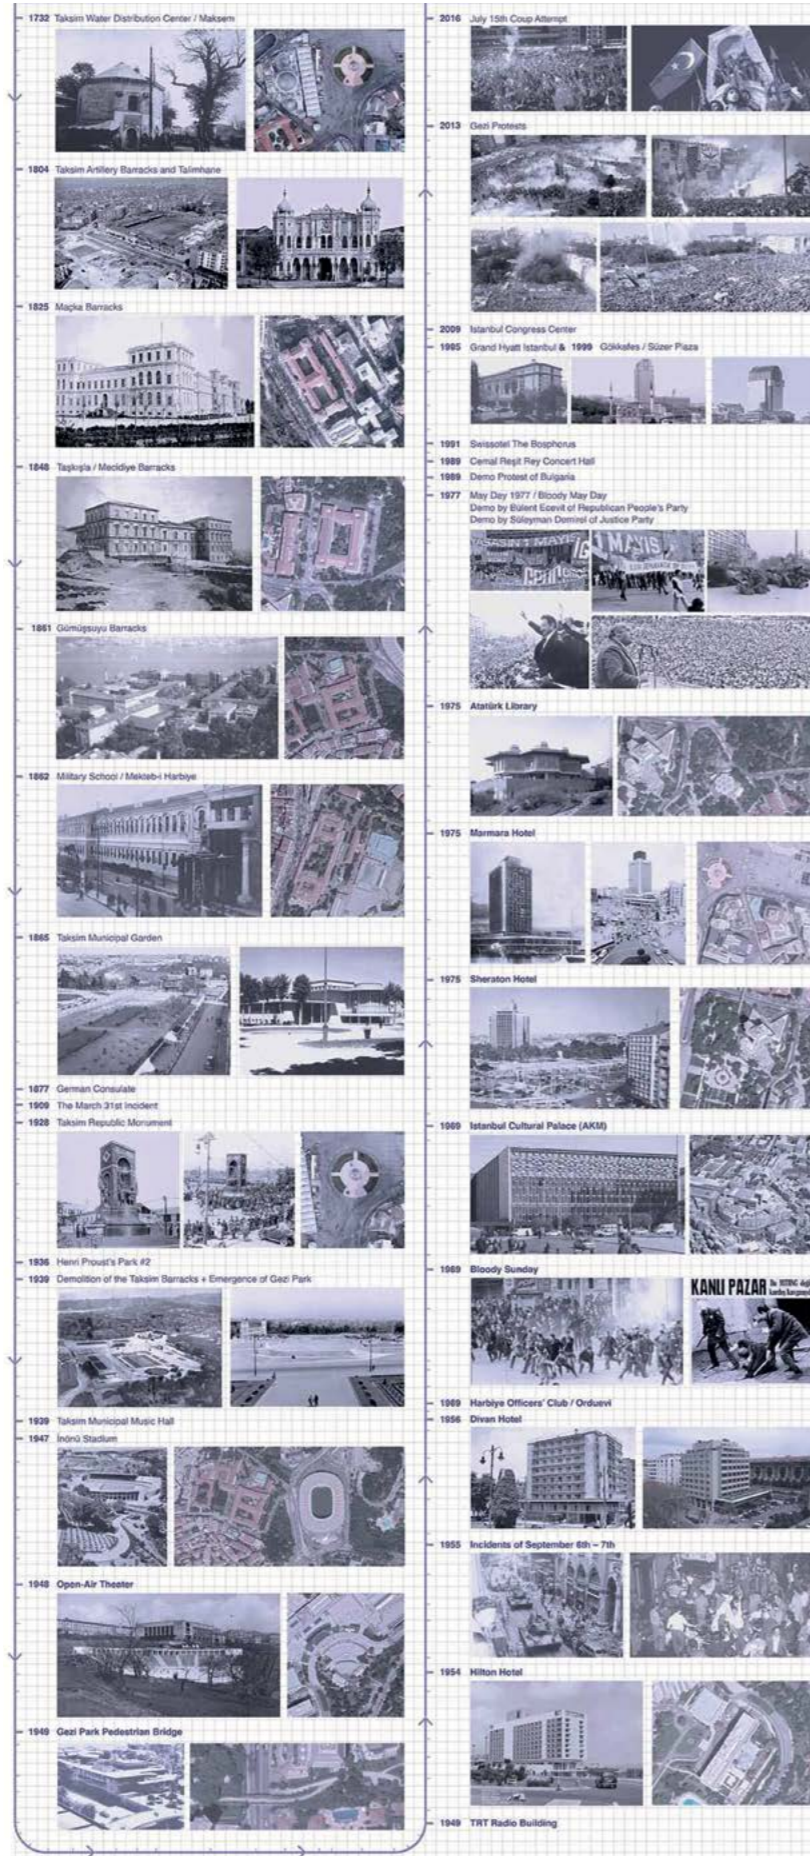 1732 Taksim Water Distribution Center / Maksem
1804 Taksim Artillery Barracks and Talimhane
1825 Maçka Barracks
1848 Taşkışla / Mecidiye Barracks
1861 Gümüşsuyu Barracks
1862 Military School / Mekteb-i Harbiye
1865 Taksim Municipal Garden
1877 German Consulate
1909 The March 31st Incident
1928 Taksim Republic Monument
1936 Henri Proust's Park #2
1939 Demolition of the Taksim Barracks + Emergence of Gezi Park
1939 Taksim Municipal Music Hall
1947 İnönü Stadium
1948 Open-Air Theater
1949 Gezi Park Pedestrian Bridge
2016 July 15th Coup Attempt
2013 Gezi Protests
2009 Istanbul Congress Center
1995 Grand Hyatt Istanbul & 1999 Gökkafes / Süzer Plaza
1991 Swissotel The Bosphorus
1989 Cemal Reşit Rey Concert Hall
1989 Demo Protest of Bulgaria
1977 May Day 1977 / Bloody May Day
Demo by Bülent Ecevit of Republican People's Party
Demo by Süleyman Demirel of Justice Party
1 MAYIS
1 MAYIS
1975 Atatürk Library
1975 Marmara Hotel
1975 Sheraton Hotel
1969 Istanbul Cultural Palace (AKM)
1969 Bloody Sunday
KANLI PAZAR
1969 Harbiye Officers' Club / Orduevi
1956 Divan Hotel
1955 Incidents of September 6th – 7th
1954 Hilton Hotel
1949 TRT Radio Building